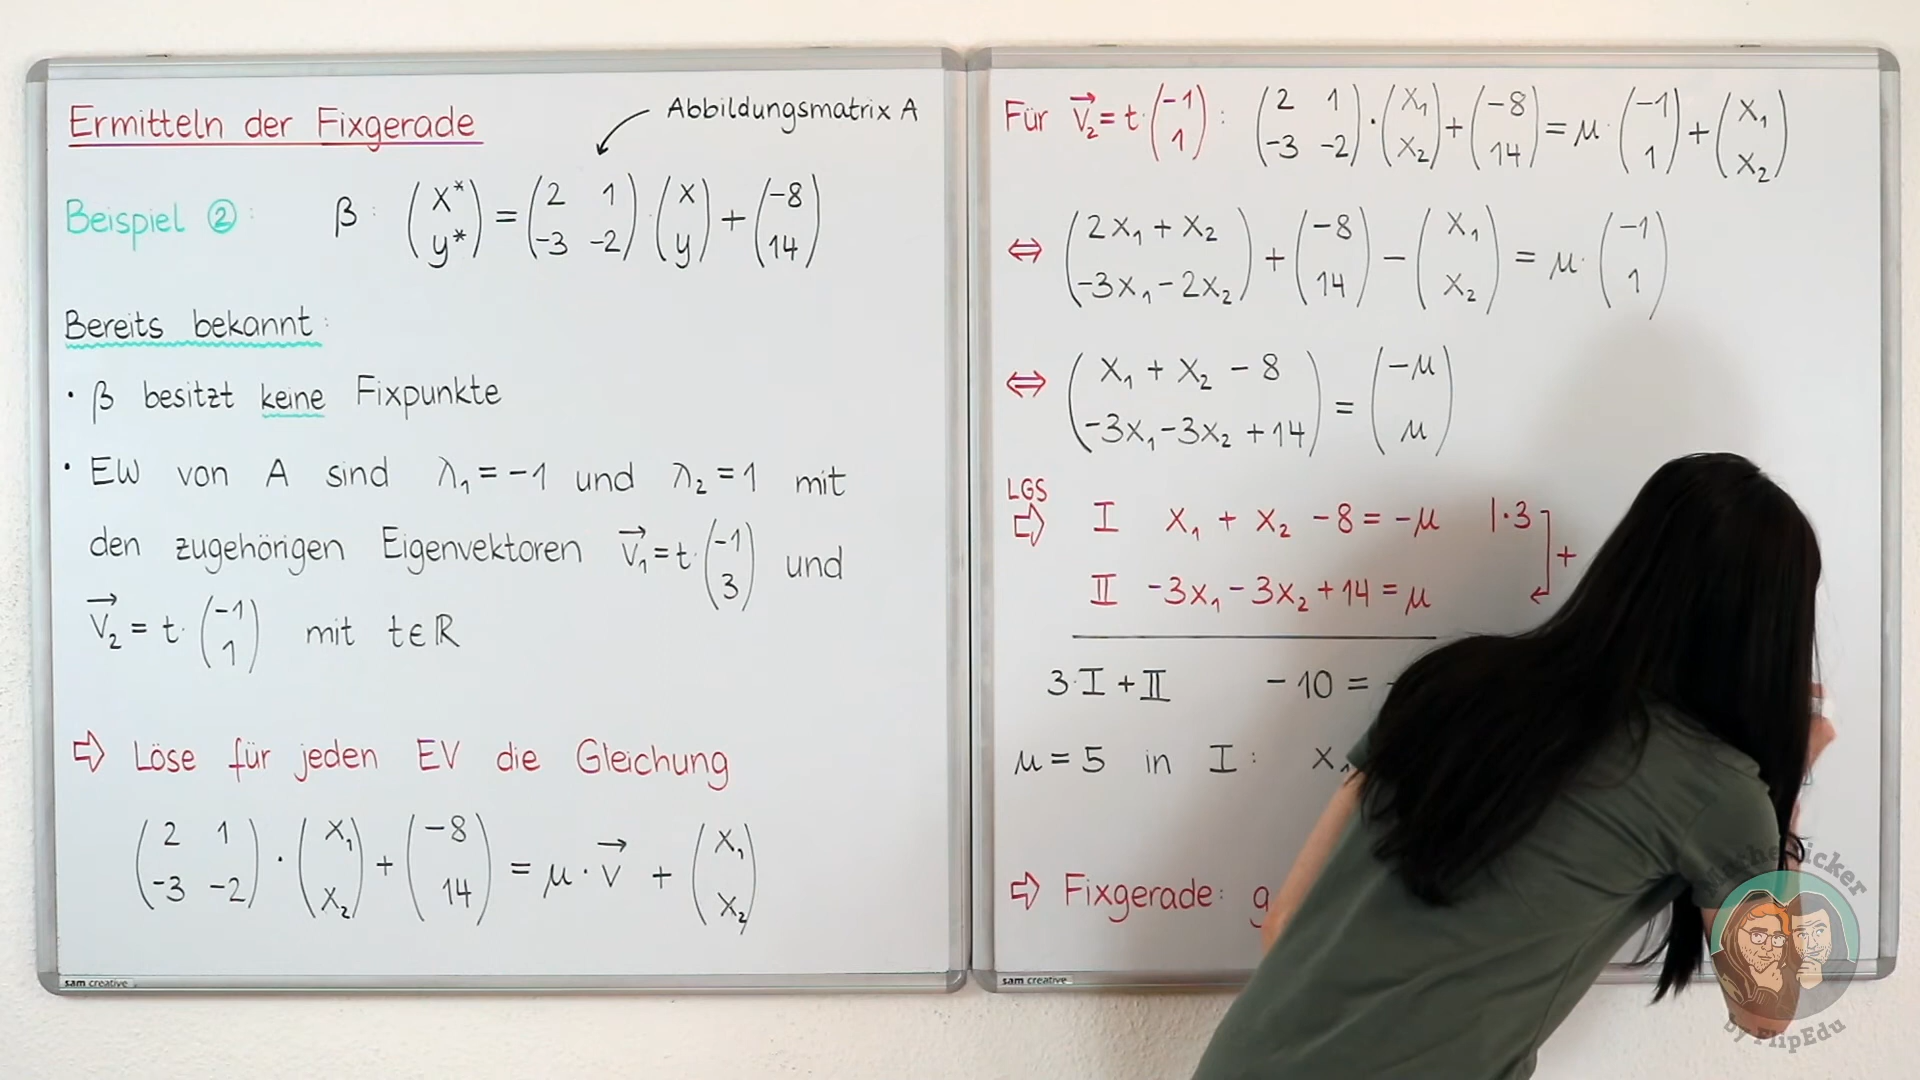 Ermitteln der Fixgerade
Abbildungsmatrix A
Beispiel ②: β: (x* y*) = (2 1 -3 -2) · (x y) + (-8 14)
Bereits bekannt:
• β besitzt keine Fixpunkte
• EW von A sind λ₁ = -1 und λ₂ = 1 mit
den zugehörigen Eigenvektoren v₁ = t · (-1 3) und
v₂ = t · (-1 1) mit t ∈ ℝ
⇨ Löse für jeden EV die Gleichung
(2 1 -3 -2) · (x₁ x₂) + (-8 14) = μ · v + (x₁ x₂)
sam creative
Für v₂ = t · (-1 1): (2 1 -3 -2) · (x₁ x₂) + (-8 14) = μ · (-1 1) + (x₁ x₂)
⇔ (2x₁ + x₂ -3x₁ - 2x₂) + (-8 14) - (x₁ x₂) = μ · (-1 1)
⇔ (x₁ + x₂ - 8 -3x₁ - 3x₂ + 14) = (-μ μ)
LGS
⇨ I x₁ + x₂ - 8 = -μ |·3
+
II -3x₁ - 3x₂ + 14 = μ
3·I + II -10 = -
μ = 5 in I: x₁
⇨ Fixgerade: g
sam creative
by FlipEdu